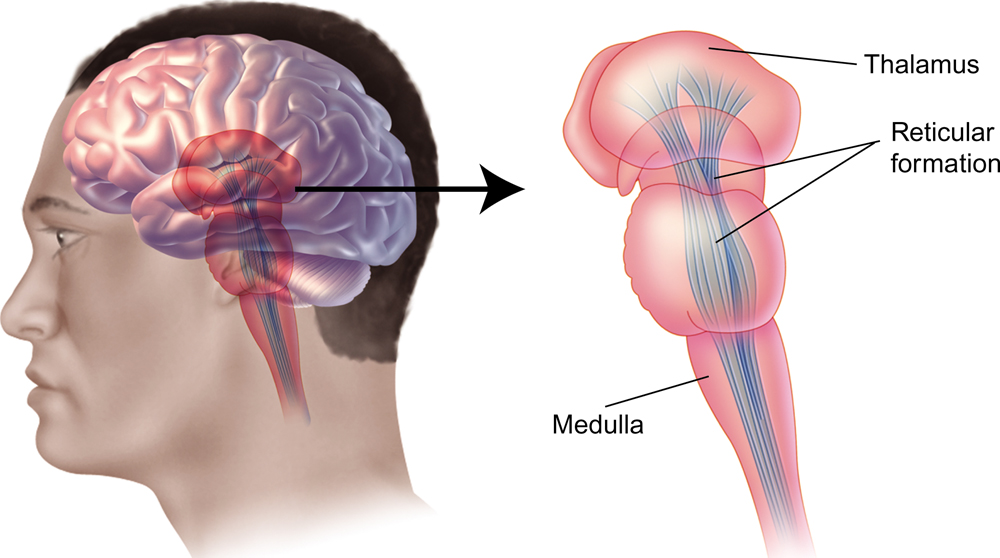 Thalamus
Reticular
formation
Medulla